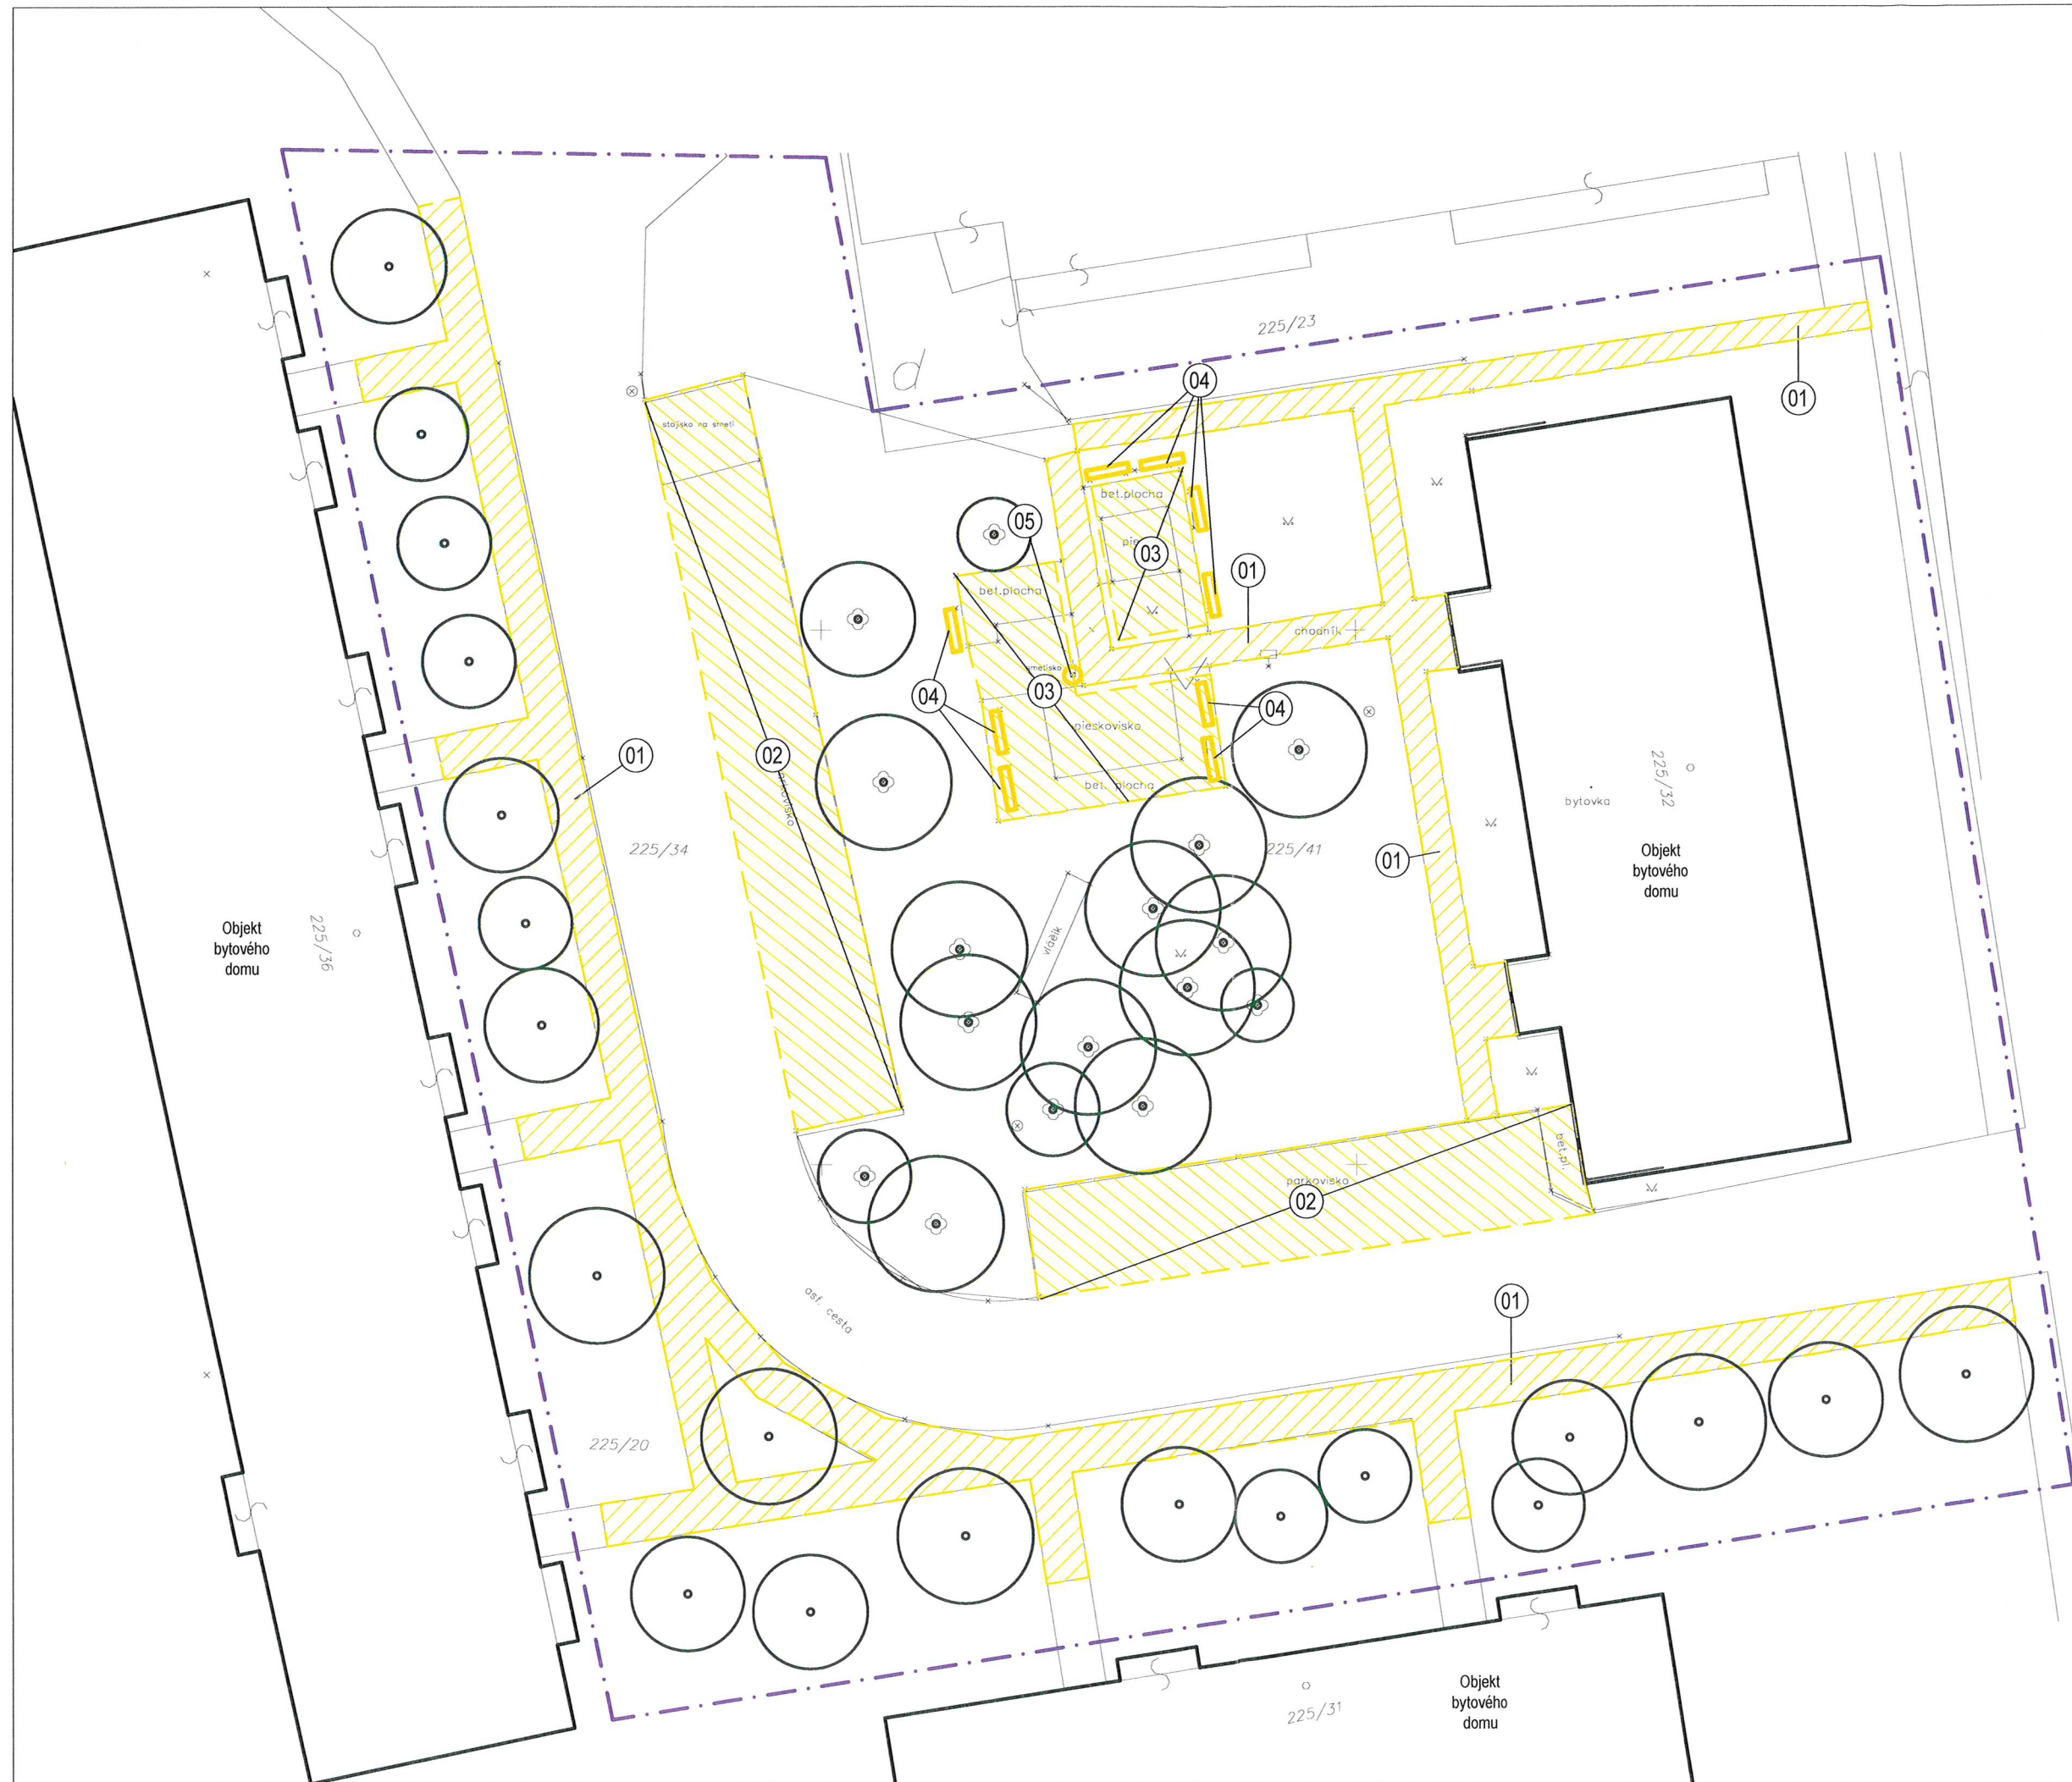 225/23
04
01
stojisko na smetí
bet.plocha
05
03
01
bet.plocha
chodník
smetisko
03
04
04
pieskovisko
01
02
bet. plocha
225/34
225/41
01
bytovka
225/32
Objekt
bytového
domu
Objekt
bytového
domu
225/36
vláčik
bet.pl.
parkovisko
02
asf. cesta
01
225/20
Objekt
bytového
domu
225/31